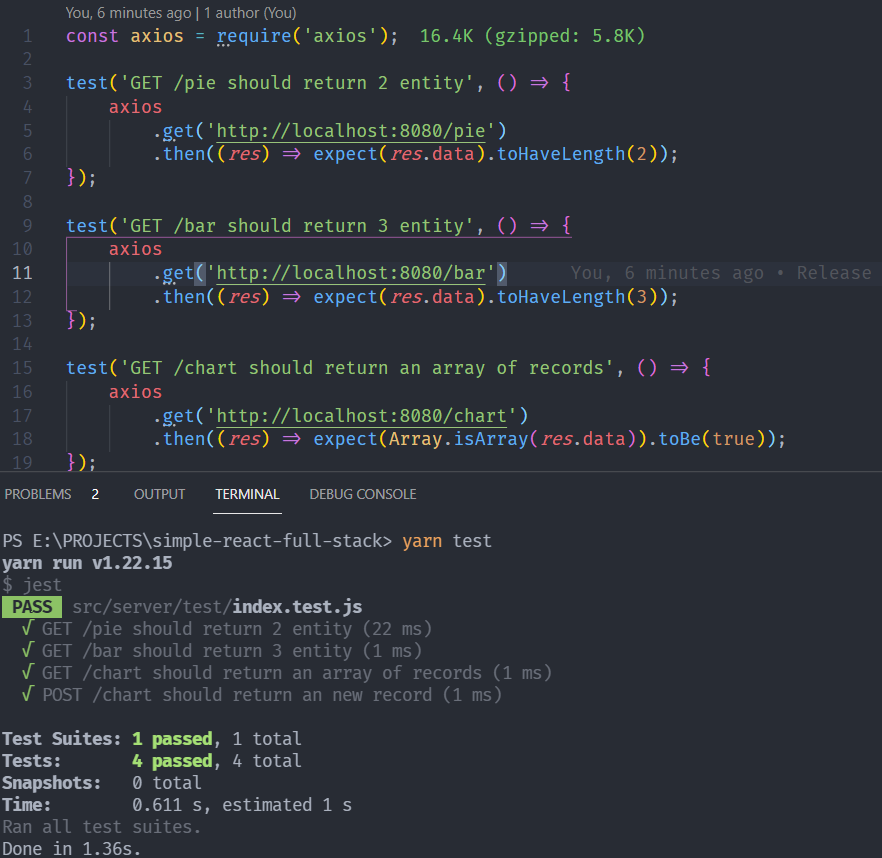 You, 6 minutes ago | 1 author (You)
1 const axios = require('axios'); 16.4K (gzipped: 5.8K)
2
3 test('GET /pie should return 2 entity', () => {
4 axios
5 .get('http://localhost:8080/pie')
6 .then((res) => expect(res.data).toHaveLength(2));
7 });
8
9 test('GET /bar should return 3 entity', () => {
10 axios
11 .get('http://localhost:8080/bar') You, 6 minutes ago • Release
12 .then((res) => expect(res.data).toHaveLength(3));
13 });
14
15 test('GET /chart should return an array of records', () => {
16 axios
17 .get('http://localhost:8080/chart')
18 .then((res) => expect(Array.isArray(res.data)).toBe(true));
19 });
PROBLEMS 2 OUTPUT TERMINAL DEBUG CONSOLE
PS E:\PROJECTS\simple-react-full-stack> yarn test
yarn run v1.22.15
$ jest
PASS src/server/test/index.test.js
√ GET /pie should return 2 entity (22 ms)
√ GET /bar should return 3 entity (1 ms)
√ GET /chart should return an array of records (1 ms)
√ POST /chart should return an new record (1 ms)
Test Suites: 1 passed, 1 total
Tests: 4 passed, 4 total
Snapshots: 0 total
Time: 0.611 s, estimated 1 s
Ran all test suites.
Done in 1.36s.